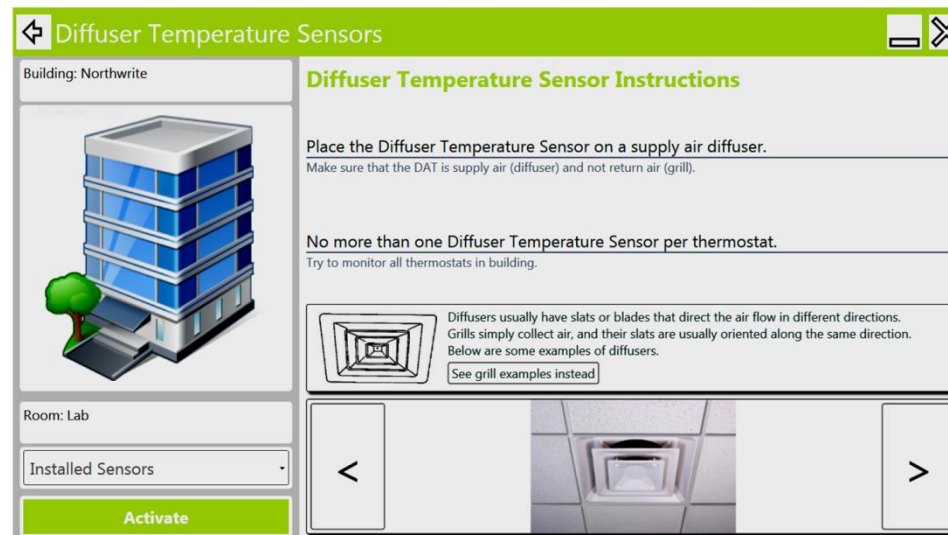 Diffuser Temperature Sensors
Building: Northwrite
Diffuser Temperature Sensor Instructions
Place the Diffuser Temperature Sensor on a supply air diffuser.
Make sure that the DAT is supply air (diffuser) and not return air (grill).
No more than one Diffuser Temperature Sensor per thermostat.
Try to monitor all thermostats in building.
Diffusers usually have slats or blades that direct the air flow in different directions.
Grills simply collect air, and their slats are usually oriented along the same direction.
Below are some examples of diffusers.
See grill examples instead
Room: Lab
Installed Sensors
Activate
<
>